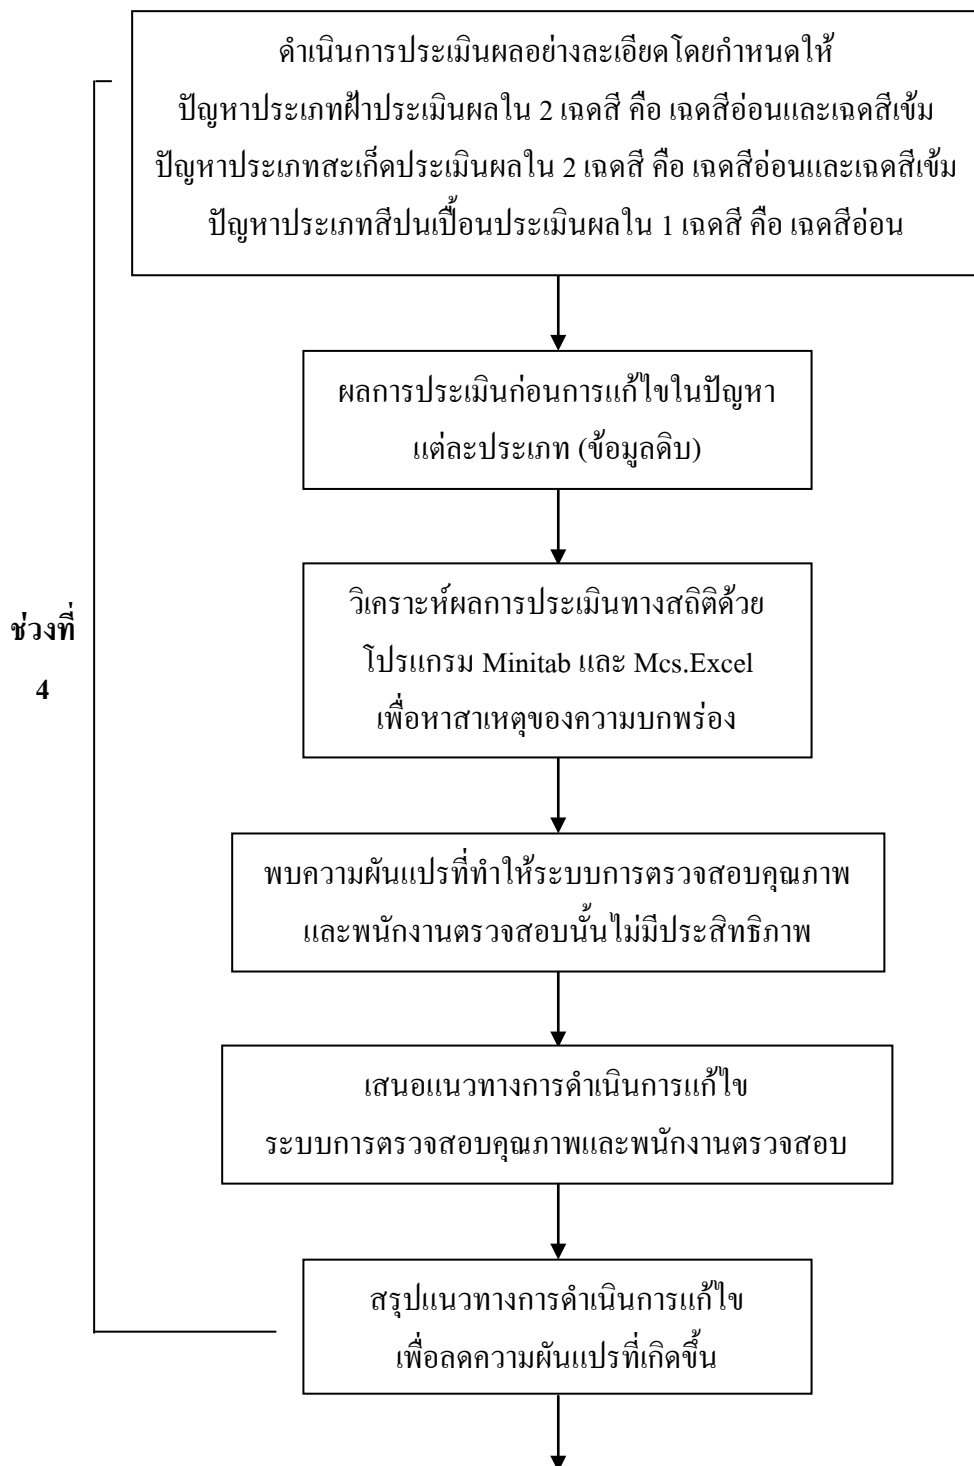 ดำเนินการประเมินผลอย่างละเอียดโดยกำหนดให้
ปัญหาประเภทฝ้าประเมินผลใน 2 เฉดสี คือ เฉดสีอ่อนและเฉดสีเข้ม
ปัญหาประเภทสะเก็ดประเมินผลใน 2 เฉดสี คือ เฉดสีอ่อนและเฉดสีเข้ม
ปัญหาประเภทสีปนเปื้อนประเมินผลใน 1 เฉดสี คือ เฉดสีอ่อน
ผลการประเมินก่อนการแก้ไขในปัญหา
แต่ละประเภท (ข้อมูลดิบ)
วิเคราะห์ผลการประเมินทางสถิติด้วย
โปรแกรม Minitab และ Mcs.Excel
เพื่อหาสาเหตุของความบกพร่อง
ช่วงที่
4
พบความผันแปรที่ทำให้ระบบการตรวจสอบคุณภาพ
และพนักงานตรวจสอบนั้นไม่มีประสิทธิภาพ
เสนอแนวทางการดำเนินการแก้ไข
ระบบการตรวจสอบคุณภาพและพนักงานตรวจสอบ
สรุปแนวทางการดำเนินการแก้ไข
เพื่อลดความผันแปรที่เกิดขึ้น